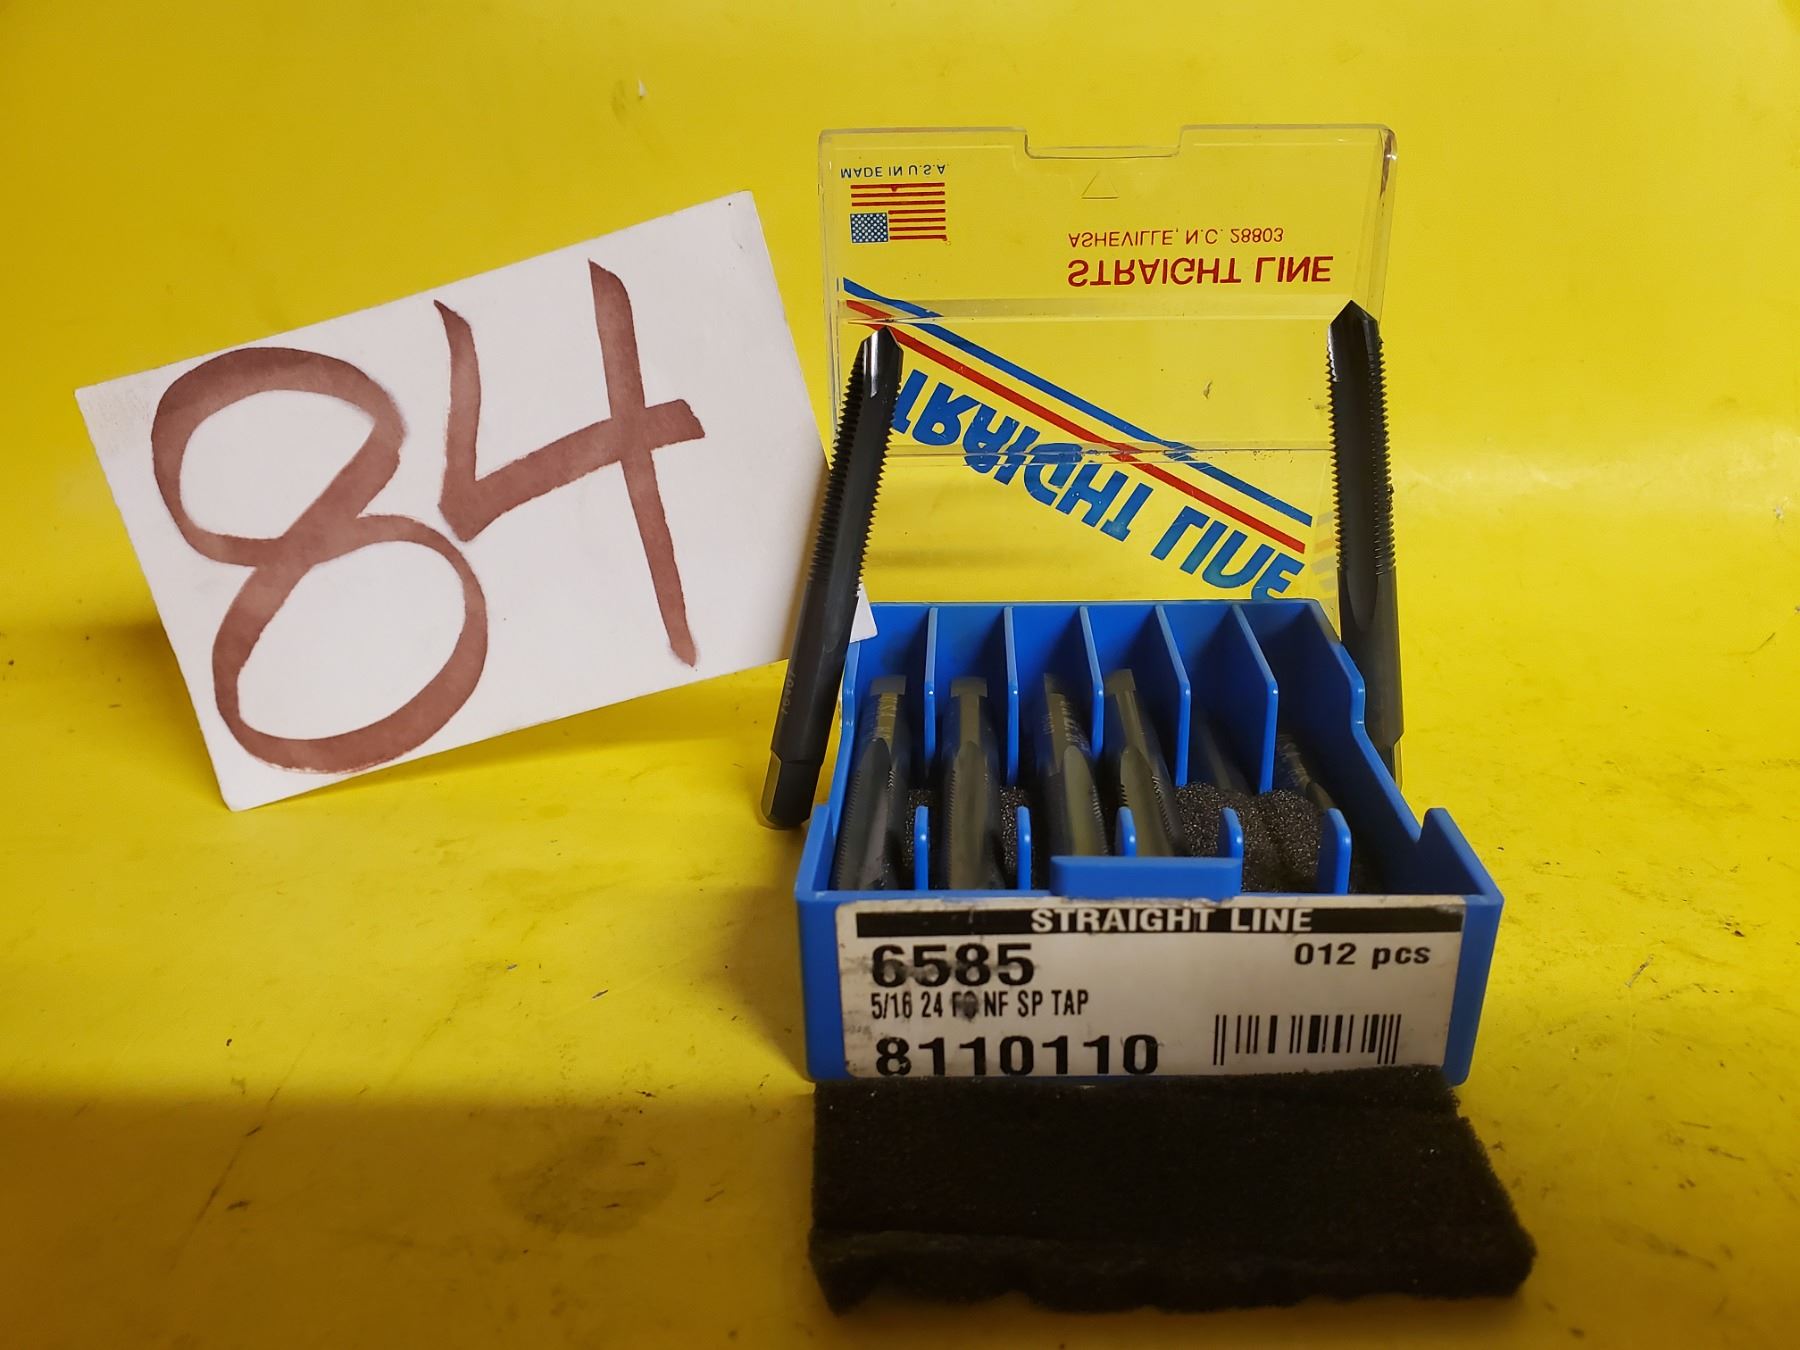 84
MADE IN U.S.A.
ASHEVILLE, N.C. 28803
STRAIGHT LINE
TRAIGHT LINE
STRAIGHT LINE
6585
012 pcs
5/16 24 NF SP TAP
8110110